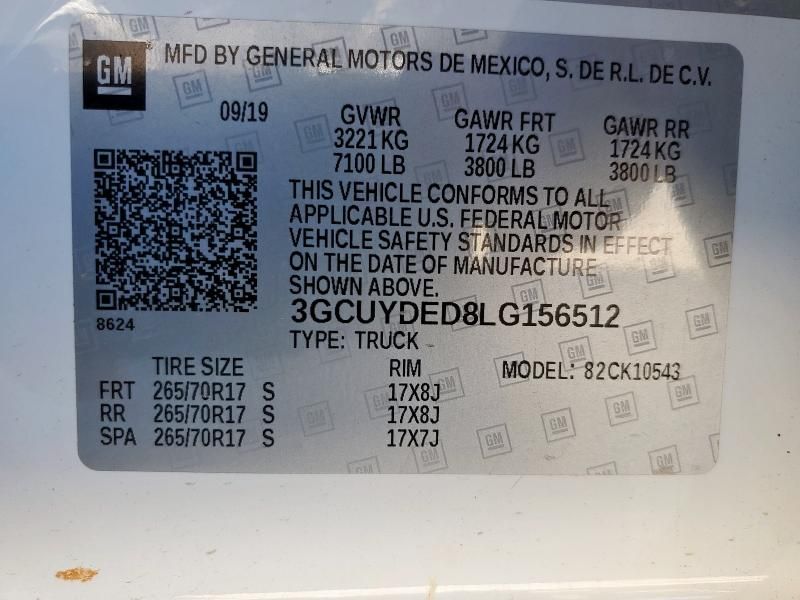 GM MFD BY GENERAL MOTORS DE MEXICO, S. DE R.L. DE C.V.
09/19 GVWR GAWR FRT GAWR RR
3221 KG 1724 KG 1724 KG
7100 LB 3800 LB 3800 LB
THIS VEHICLE CONFORMS TO ALL
APPLICABLE U.S. FEDERAL MOTOR
VEHICLE SAFETY STANDARDS IN EFFECT
ON THE DATE OF MANUFACTURE
SHOWN ABOVE.
8624 3GCUYDED8LG156512
TYPE: TRUCK
TIRE SIZE RIM MODEL: 82CK10543
FRT 265/70R17 S 17X8J
RR 265/70R17 S 17X8J
SPA 265/70R17 S 17X7J